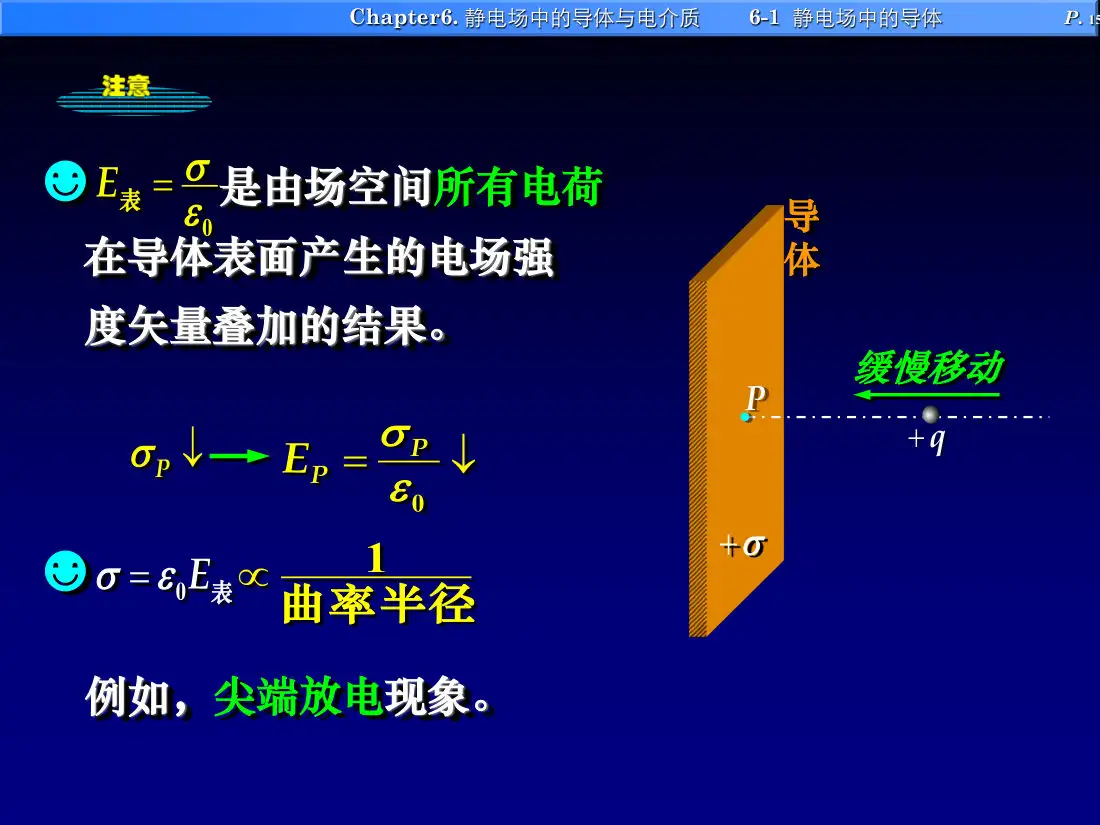 Chapter6. 静电场中的导体与电介质 6-1 静电场中的导体 P. 15
注意
E表 = σ/ε0 是由场空间所有电荷
在导体表面产生的电场强
度矢量叠加的结果。
σP ↓ → EP = σP/ε0 ↓
σ = ε0E表 ∝ 1/曲率半径
例如，尖端放电现象。
导
体
缓慢移动
P
+q
+σ